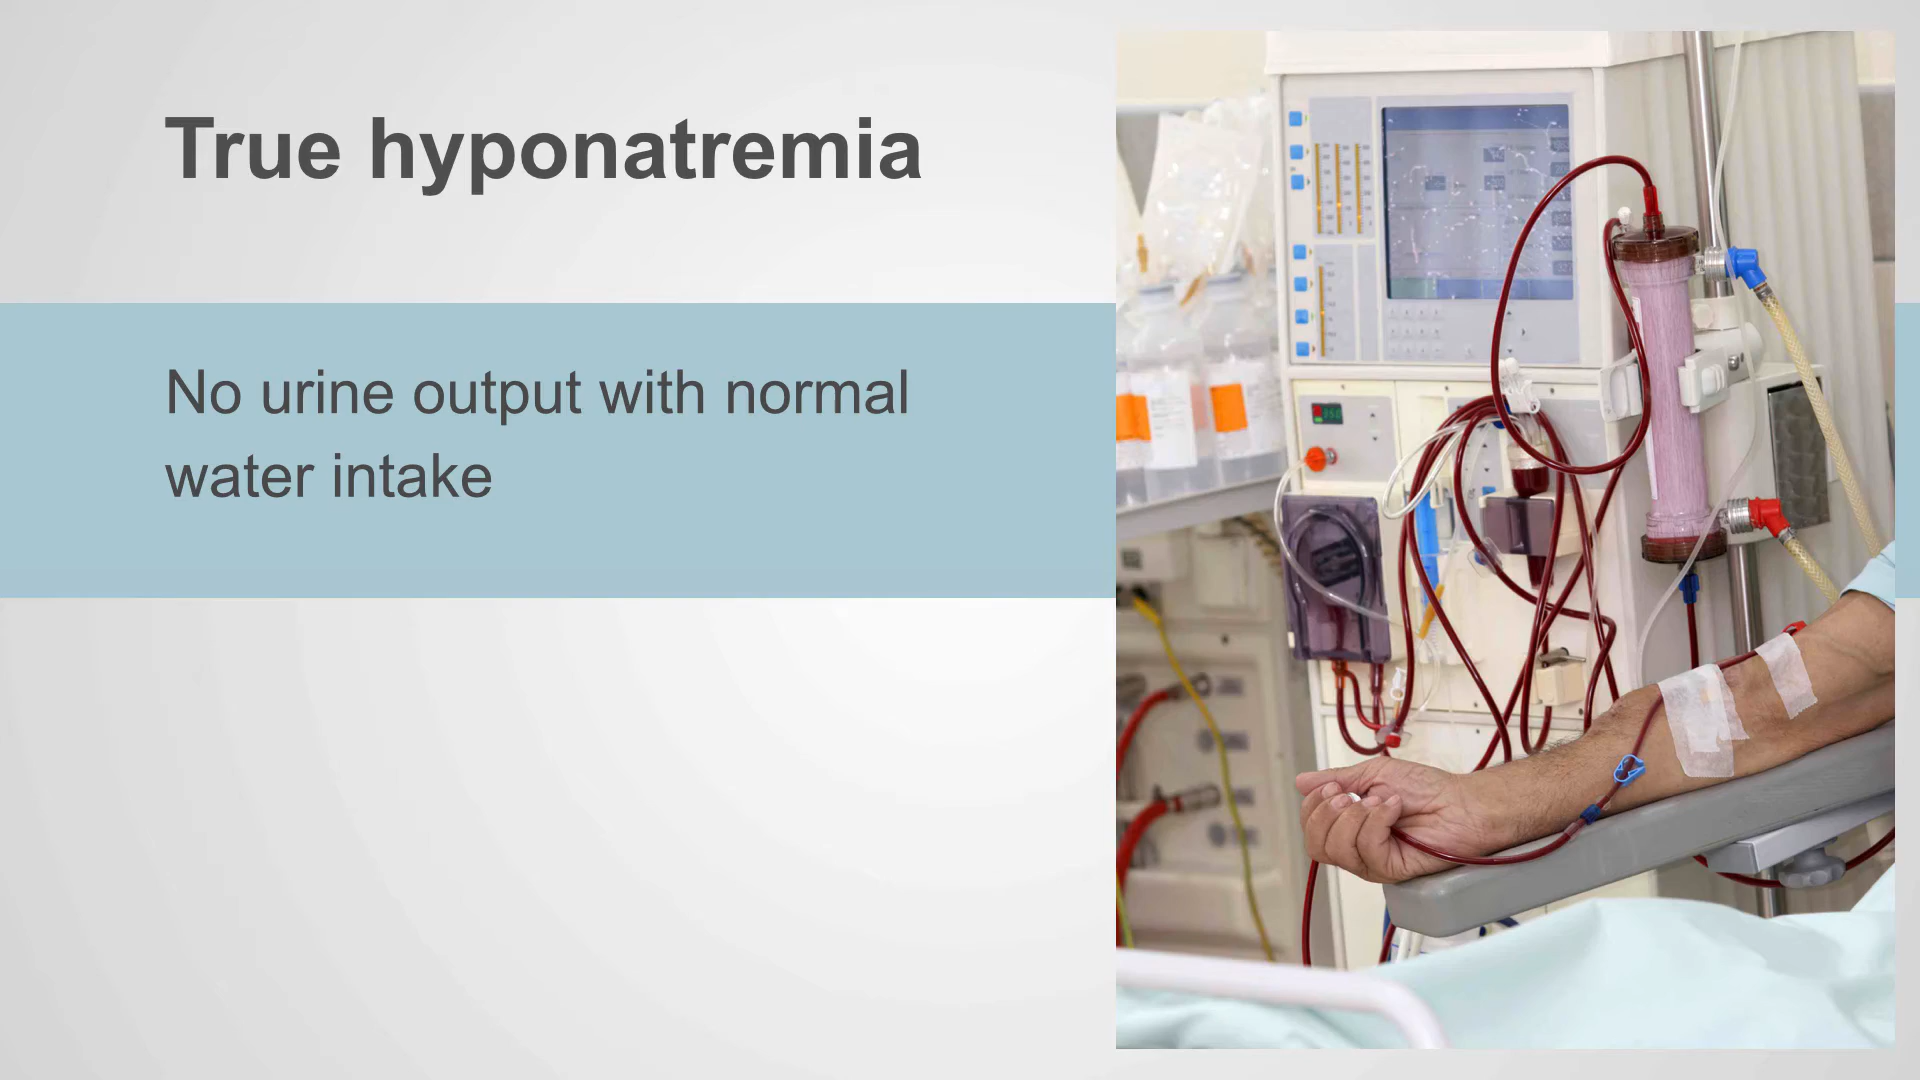 True hyponatremia
No urine output with normal
water intake